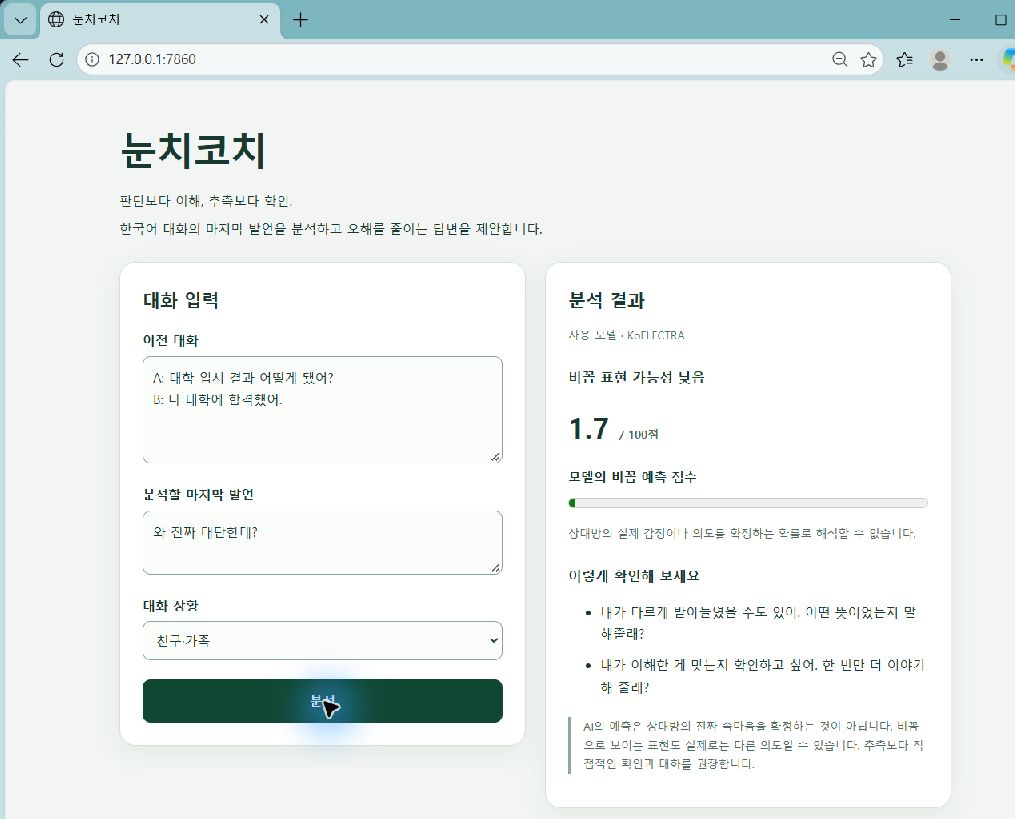 눈치코치
127.0.0.1:7860
눈치코치
판단보다 이해, 추측보다 확인.
한국어 대화의 마지막 발언을 분석하고 오해를 줄이는 답변을 제안합니다.
대화 입력
이전 대화
A: 대학 입시 결과 어떻게 됐어?
B: 나 대학에 합격했어.
분석할 마지막 발언
와 진짜 대단한데?
대화 상황
친구·가족
분석
분석 결과
사용 모델 · KoELECTRA
비꼼 표현 가능성 낮음
1.7 / 100점
모델의 비꼼 예측 점수
상대방의 실제 감정이나 의도를 확정하는 확률로 해석할 수 없습니다.
이렇게 확인해 보세요
내가 다르게 받아들였을 수도 있어. 어떤 뜻이었는지 말
해줄래?
내가 이해한 게 맞는지 확인하고 싶어. 한 번만 더 이야기
해 줄래?
AI의 예측은 상대방의 진짜 속마음을 확정하는 것이 아닙니다. 비꼼
으로 보이는 표현도 실제로는 다른 의도일 수 있습니다. 추측보다 직
접적인 확인과 대화를 권장합니다.